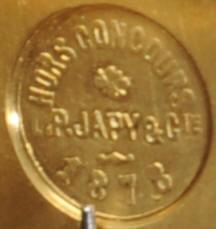 HORS CONCOURS
L.P. JAPY & CIE
1878